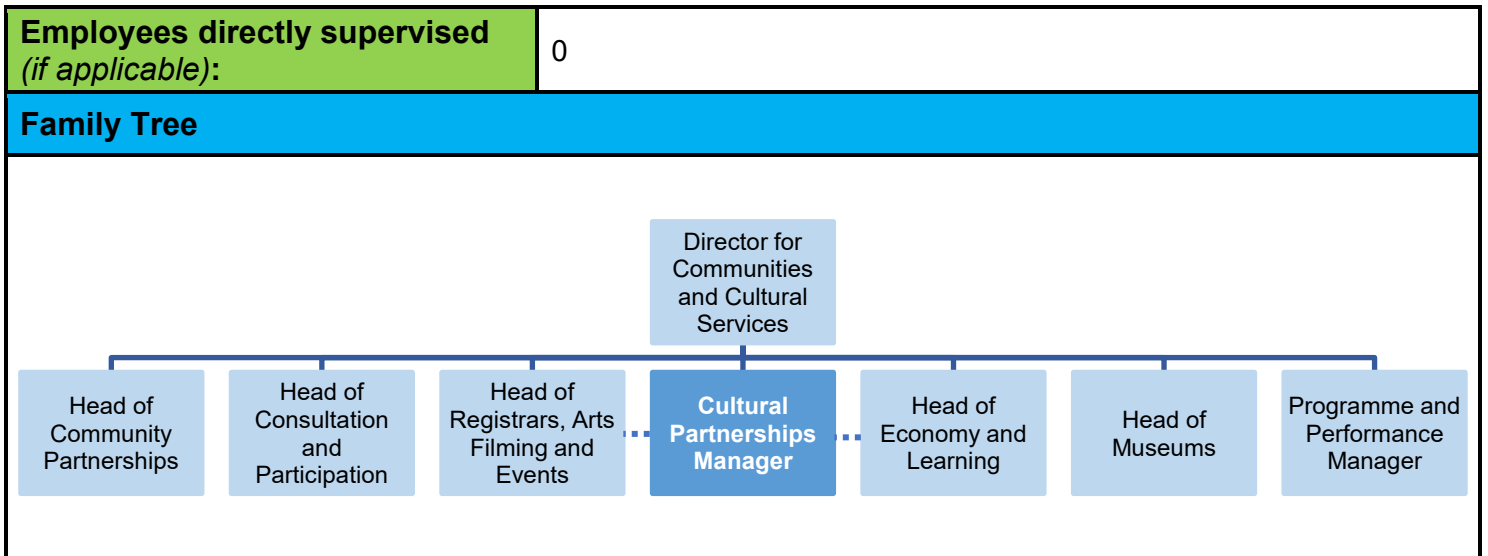 Employees directly supervised
(if applicable):
0
Family Tree
Director for
Communities
and Cultural
Services
Head of
Community
Partnerships
Head of
Consultation
and
Participation
Head of
Registrars, Arts
Filming and
Events
Cultural
Partnerships
Manager
Head of
Economy and
Learning
Head of
Museums
Programme and
Performance
Manager